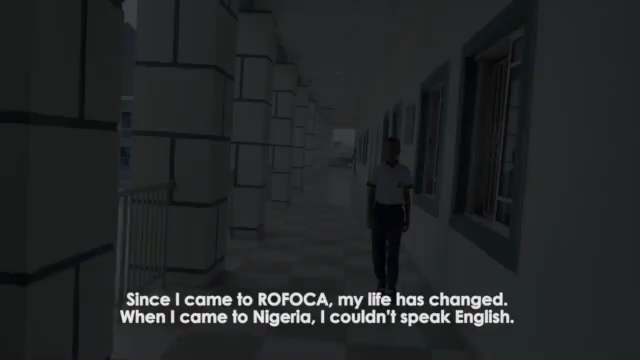 Since I came to ROFOCA, my life has changed.
When I came to Nigeria, I couldn't speak English.